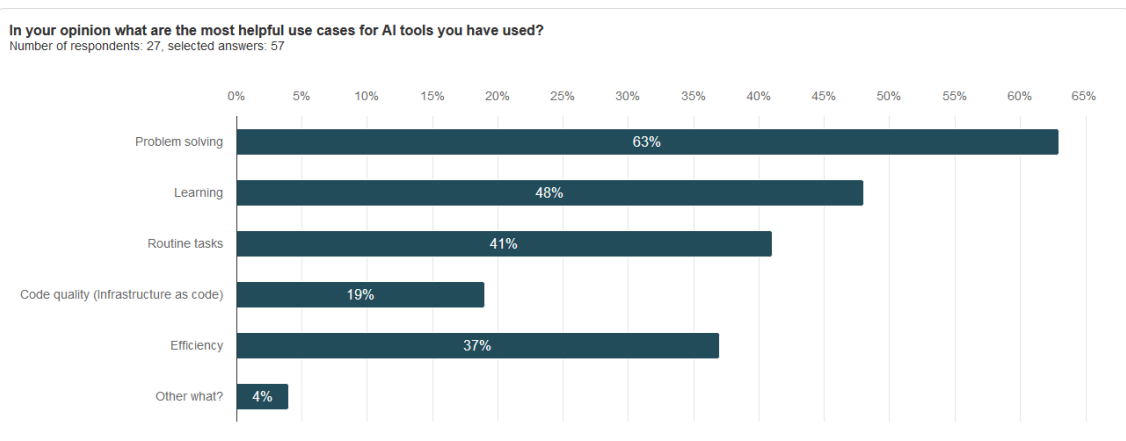 In your opinion what are the most helpful use cases for AI tools you have used?
Number of respondents: 27, selected answers: 57
0% 5% 10% 15% 20% 25% 30% 35% 40% 45% 50% 55% 60% 65%
Problem solving 63%
Learning 48%
Routine tasks 41%
Code quality (Infrastructure as code) 19%
Efficiency 37%
Other what? 4%